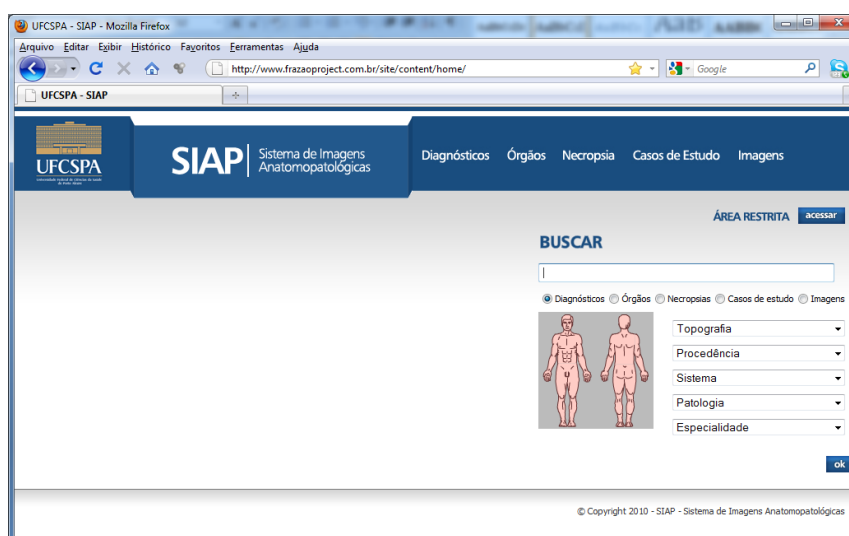 UFCSPA - SIAP - Mozilla Firefox
Arquivo Editar Exibir Histórico Favoritos Ferramentas Ajuda
http://www.frazaoproject.com.br/site/content/home/
Google
UFCSPA - SIAP
UFCSPA
SIAP
Sistema de Imagens
Anatomopatológicas
Diagnósticos Órgãos Necropsia Casos de Estudo Imagens
ÁREA RESTRITA acessar
BUSCAR
Diagnósticos Órgãos Necropsias Casos de estudo Imagens
Topografia
Procedência
Sistema
Patologia
Especialidade
ok
© Copyright 2010 - SIAP - Sistema de Imagens Anatomopatológicas